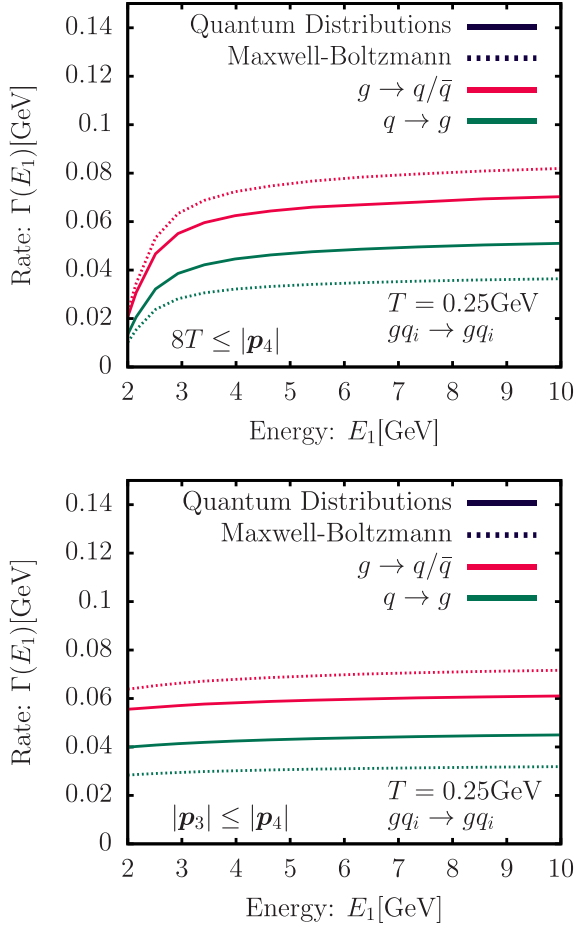 0.14
0.12
0.1
0.08
0.06
0.04
0.02
0
Rate: Γ(E₁)[GeV]
Quantum Distributions
Maxwell-Boltzmann
g → q/q̄
q → g
T = 0.25GeV
8T ≤ |p₄|
gqᵢ → gqᵢ
2 3 4 5 6 7 8 9 10
Energy: E₁[GeV]
0.14
0.12
0.1
0.08
0.06
0.04
0.02
0
Rate: Γ(E₁)[GeV]
Quantum Distributions
Maxwell-Boltzmann
g → q/q̄
q → g
T = 0.25GeV
|p₃| ≤ |p₄|
gqᵢ → gqᵢ
2 3 4 5 6 7 8 9 10
Energy: E₁[GeV]